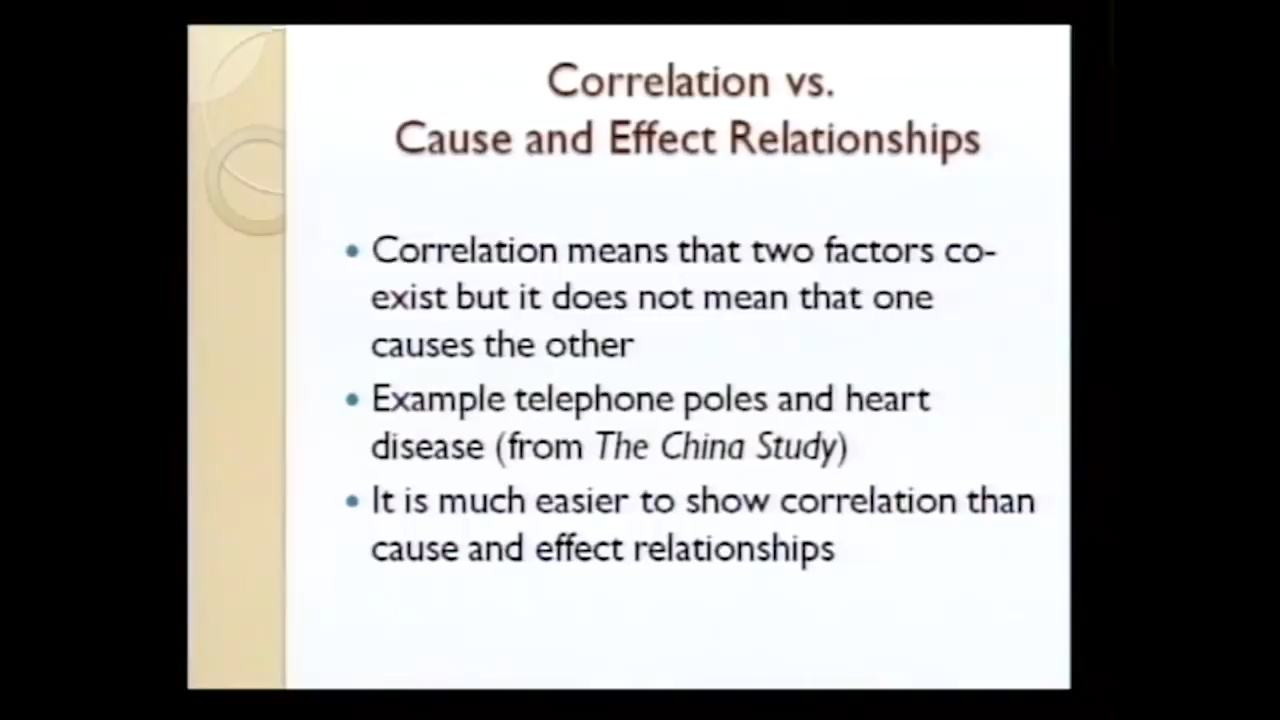 Correlation vs.
Cause and Effect Relationships
• Correlation means that two factors co-
exist but it does not mean that one
causes the other
• Example telephone poles and heart
disease (from The China Study)
• It is much easier to show correlation than
cause and effect relationships